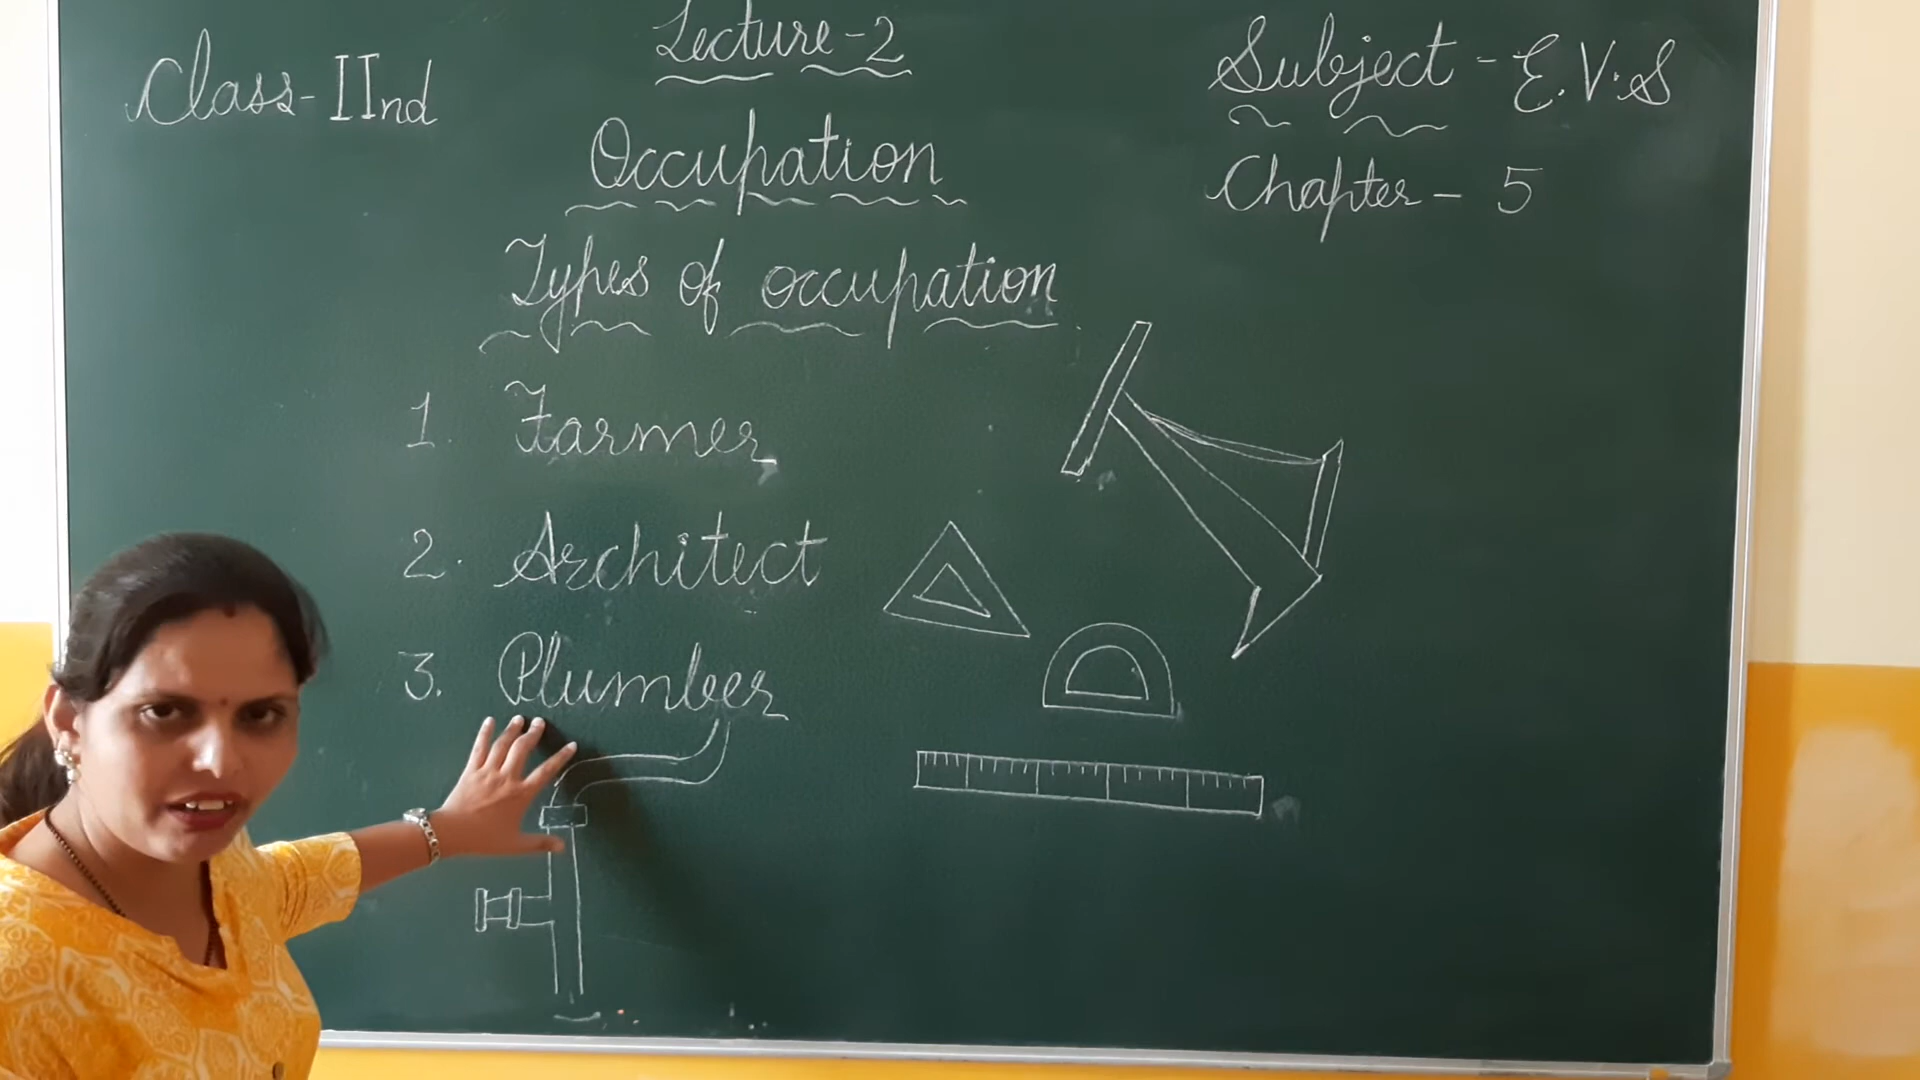 Class-IInd
Lecture-2
Subject - E.V.S
Occupation
Chapter - 5
Types of occupation
1. Farmer
2. Architect
3. Plumber